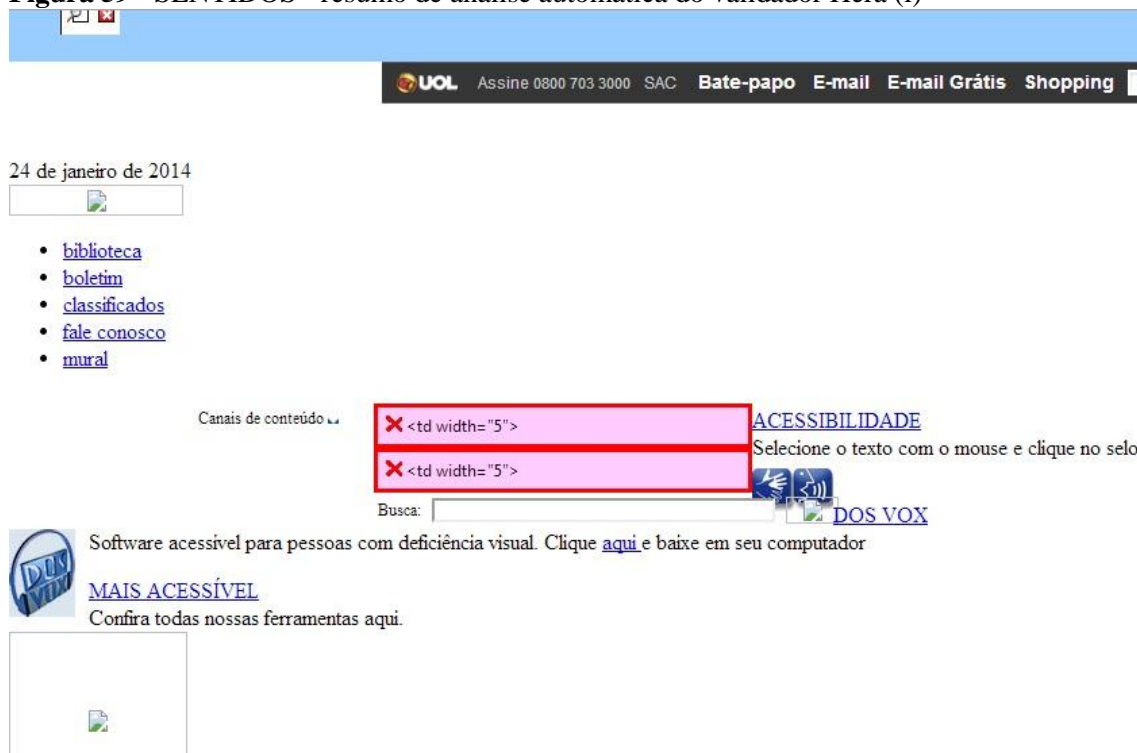 Figura 39 - SENTIDOS - resumo de análise automática do validador Hera (I)
UOL Assine 0800 703 3000 SAC Bate-papo E-mail E-mail Grátis Shopping
24 de janeiro de 2014
biblioteca
boletim
classificados
fale conosco
mural
Canais de conteúdo
<td width="5">
<td width="5">
ACESSIBILIDADE
Selecione o texto com o mouse e clique no selo
Busca:
DOS VOX
DOS VOX
Software acessível para pessoas com deficiência visual. Clique aqui e baixe em seu computador
MAIS ACESSÍVEL
Confira todas nossas ferramentas aqui.